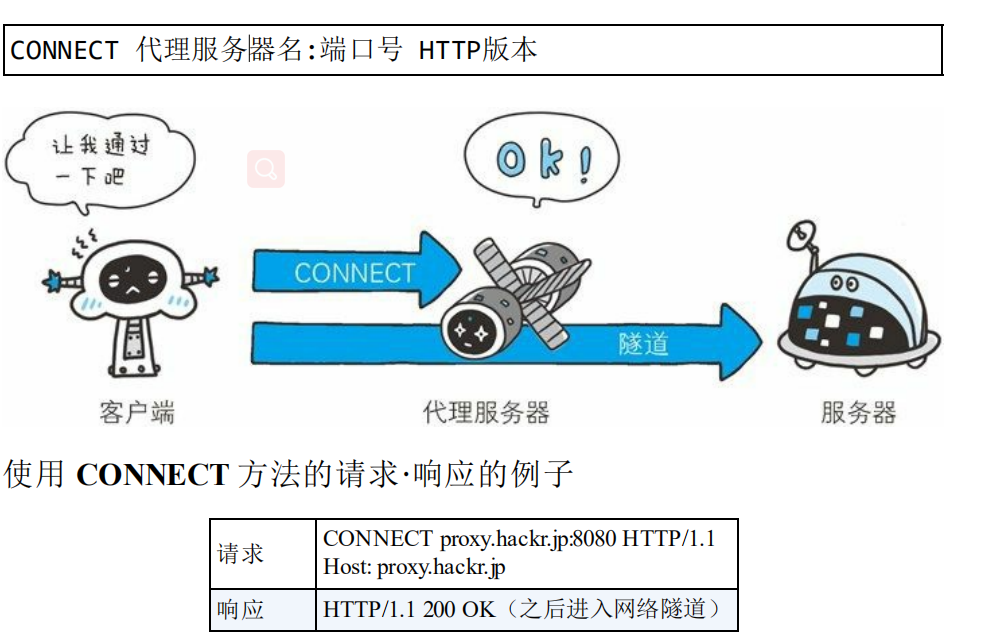 CONNECT 代理服务器名:端口号 HTTP版本
让我通过
一下吧
Ok!
CONNECT
隧道
客户端
代理服务器
服务器
使用 CONNECT 方法的请求·响应的例子
请求
CONNECT proxy.hackr.jp:8080 HTTP/1.1
Host: proxy.hackr.jp
响应
HTTP/1.1 200 OK（之后进入网络隧道）